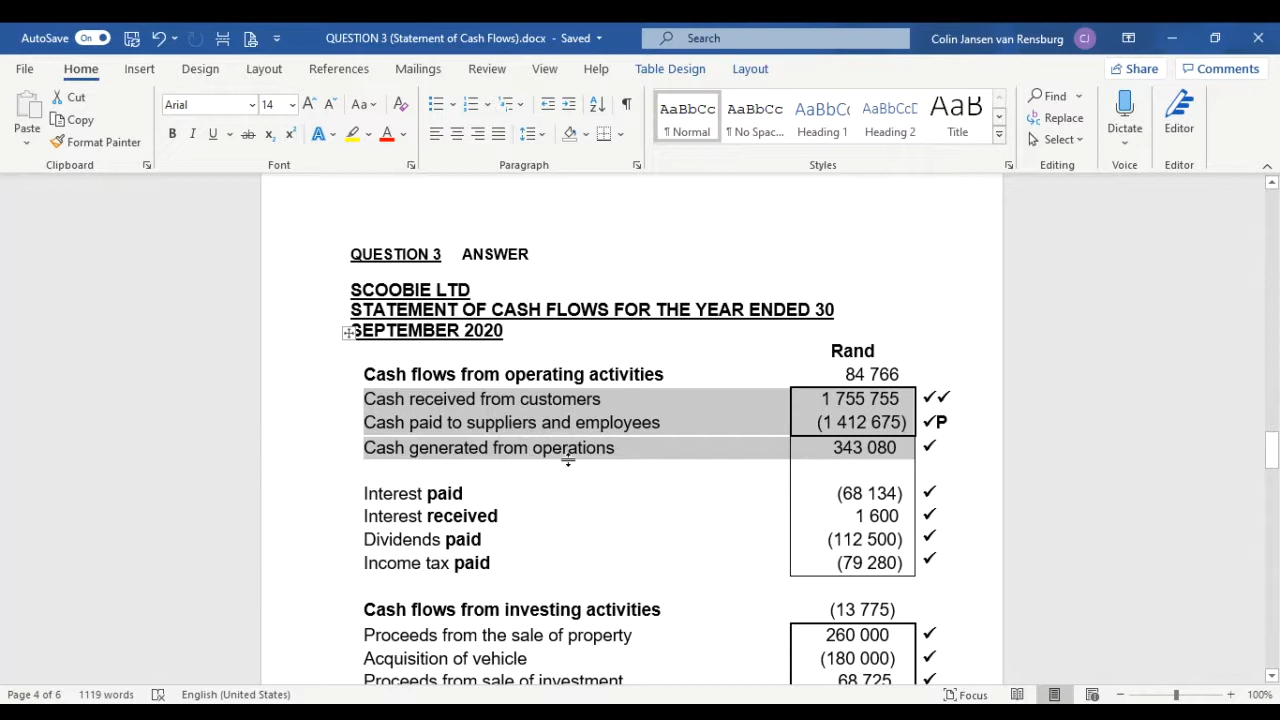 AutoSave On QUESTION 3 (Statement of Cash Flows).docx - Saved Search Colin Jansen van Rensburg CJ
File Home Insert Design Layout References Mailings Review View Help Table Design Layout Share Comments
Paste Cut Copy Format Painter Clipboard
Arial 14 A A Aa A
B I U ab x₂ x² A A Font
Paragraph
AaBbCc ¶ Normal AaBbCc ¶ No Spac... AaBbC( Heading 1 AaBbCcD Heading 2 AaB Title Styles
Find Replace Select Editing
Dictate Voice
Editor Editor
QUESTION 3 ANSWER
SCOOBIE LTD
STATEMENT OF CASH FLOWS FOR THE YEAR ENDED 30
SEPTEMBER 2020
Rand
Cash flows from operating activities 84 766
Cash received from customers 1 755 755 ✓✓
Cash paid to suppliers and employees (1 412 675) ✓P
Cash generated from operations 343 080 ✓
Interest paid (68 134) ✓
Interest received 1 600 ✓
Dividends paid (112 500) ✓
Income tax paid (79 280) ✓
Cash flows from investing activities (13 775)
Proceeds from the sale of property 260 000 ✓
Acquisition of vehicle (180 000) ✓
Proceeds from sale of investment 68 725 ✓
Page 4 of 6 1119 words English (United States) Focus 100%